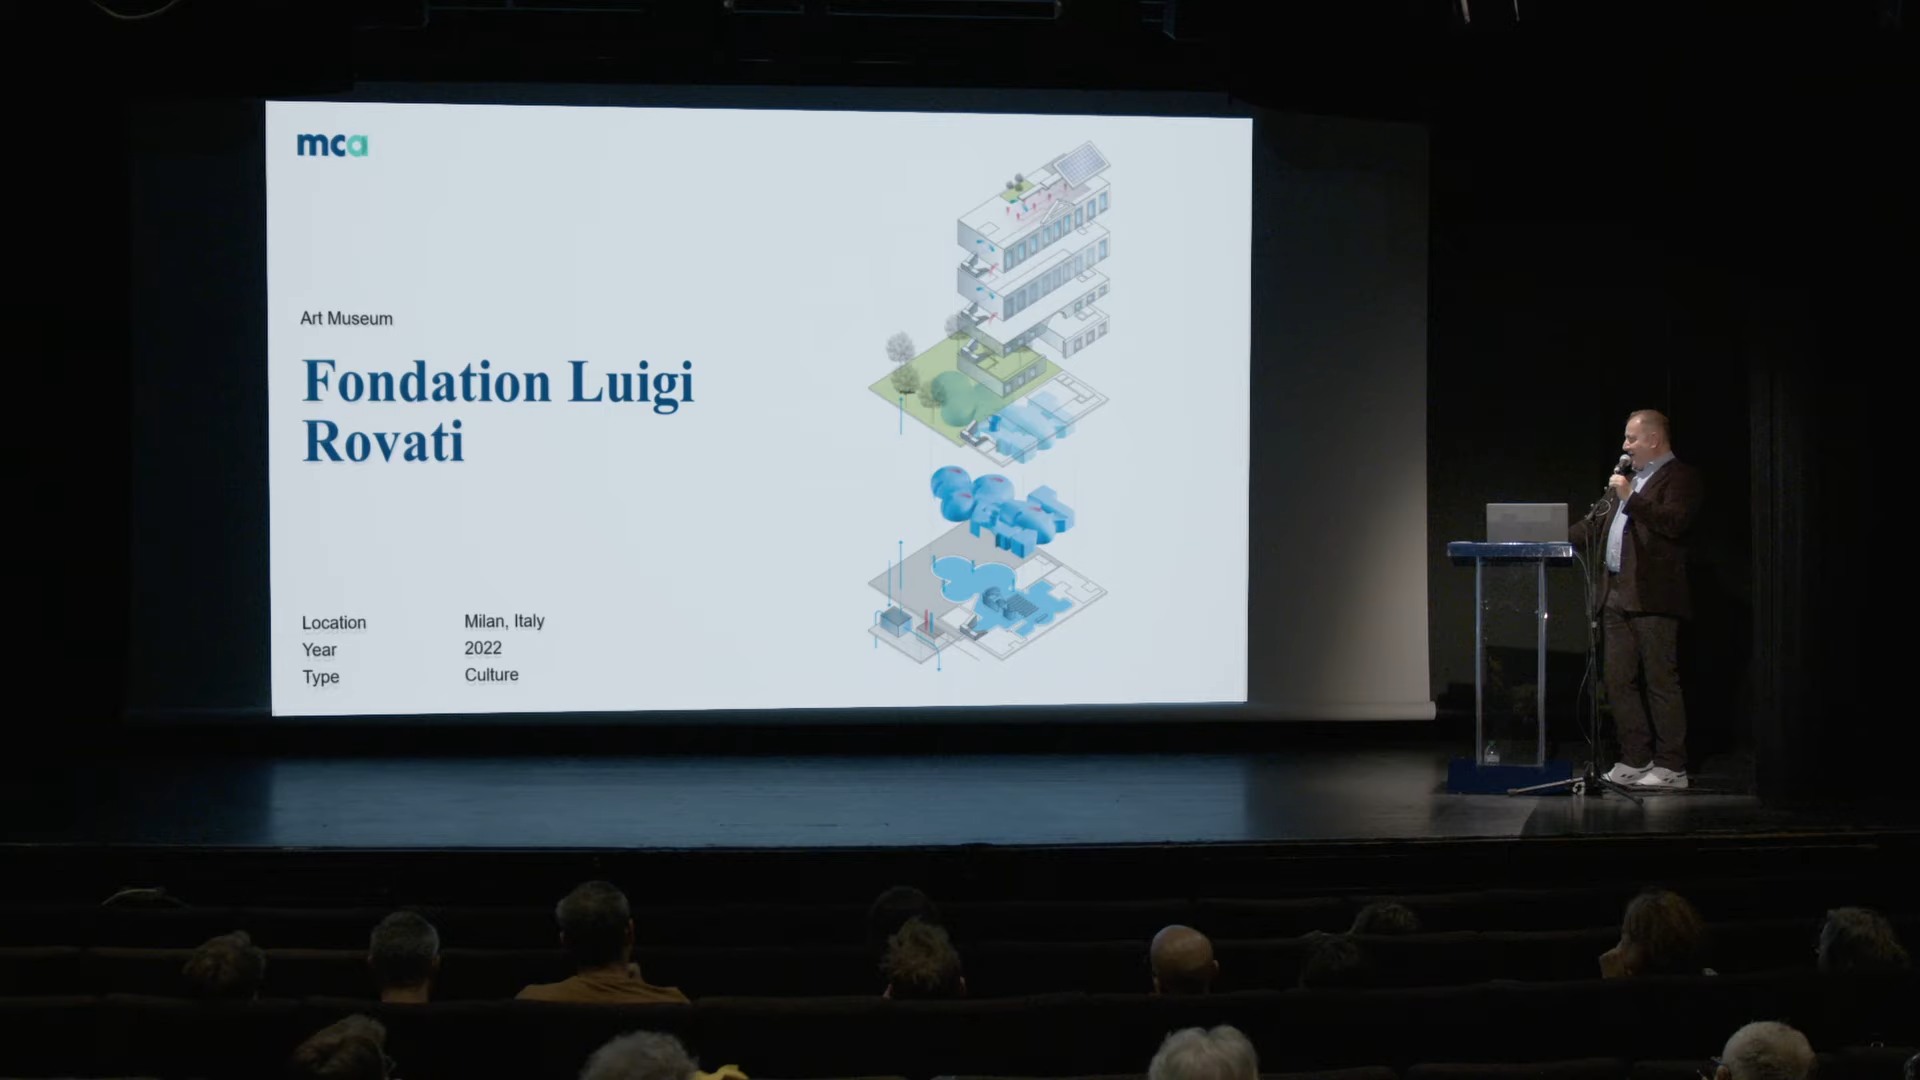 mca
Art Museum
Fondation Luigi
Rovati
Location Milan, Italy
Year 2022
Type Culture